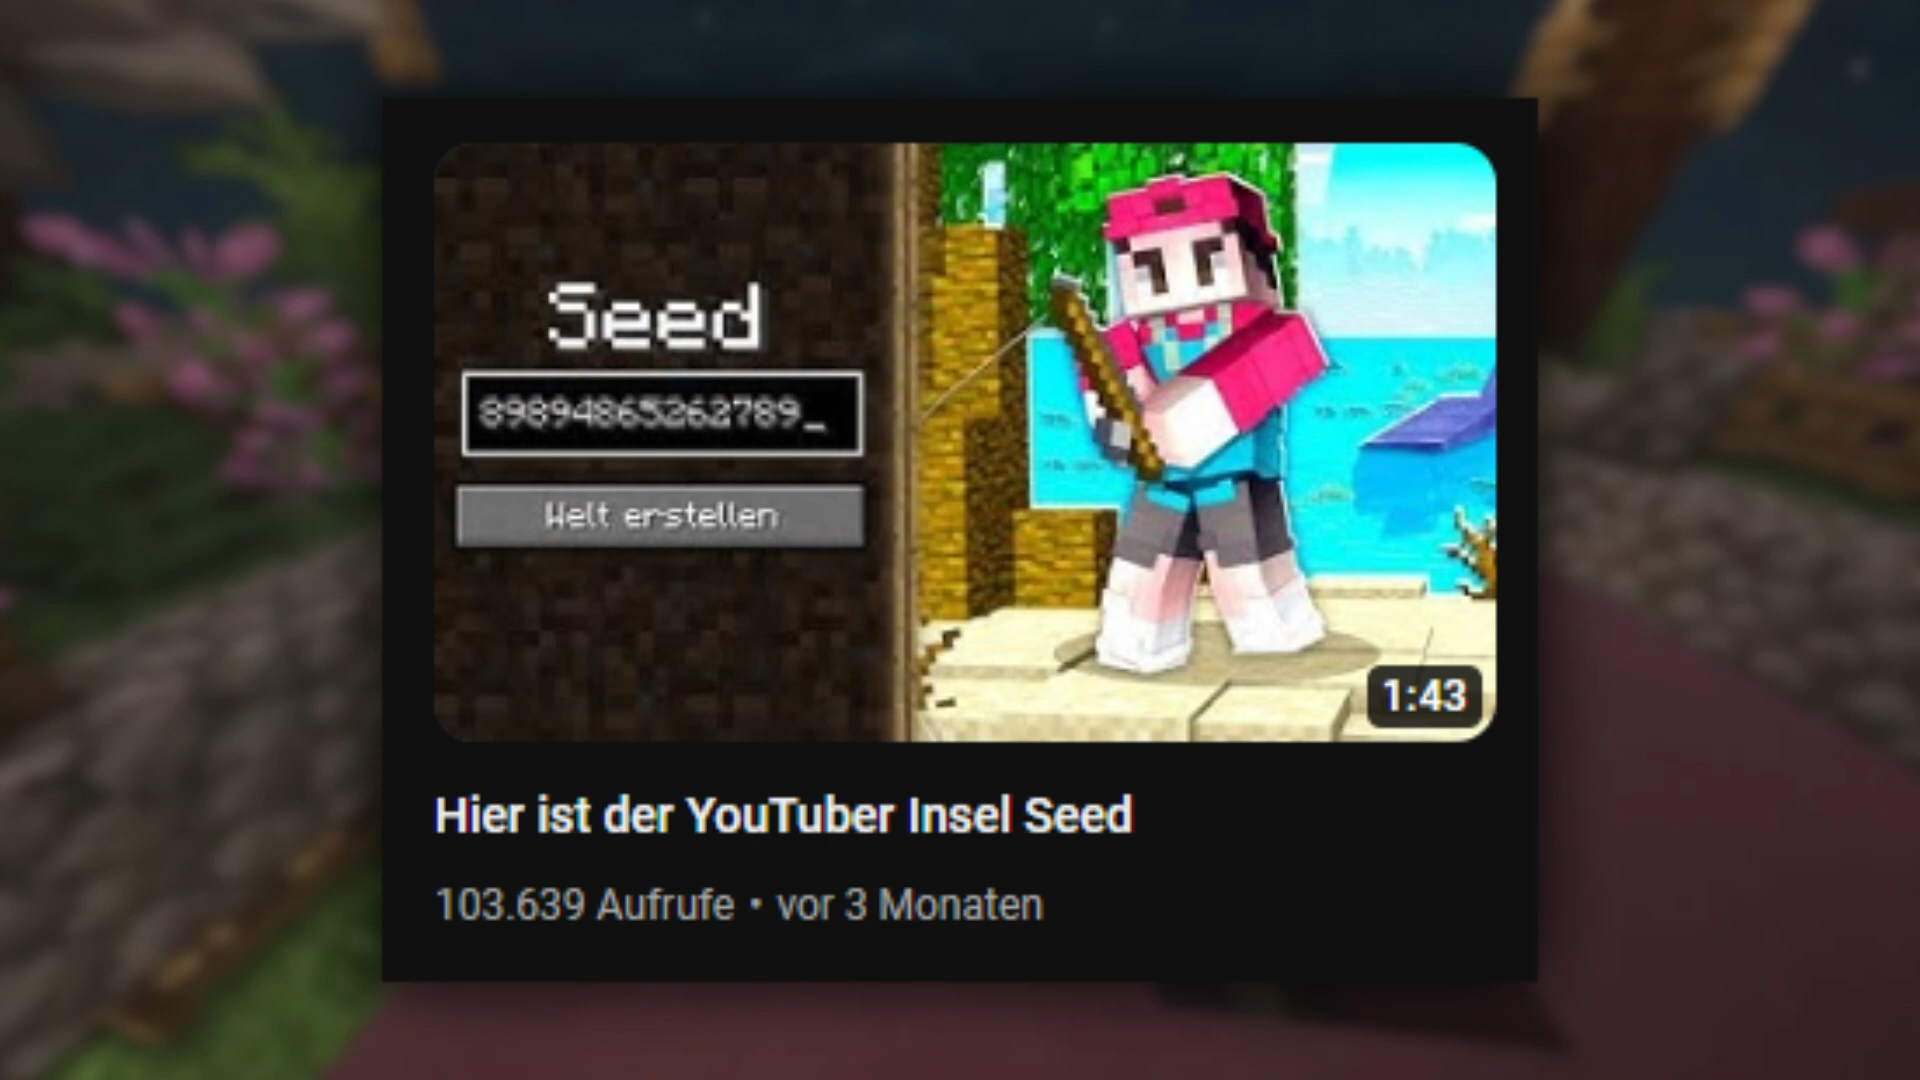 Seed
89894865262789_
Welt erstellen
1:43
Hier ist der YouTuber Insel Seed
103.639 Aufrufe • vor 3 Monaten